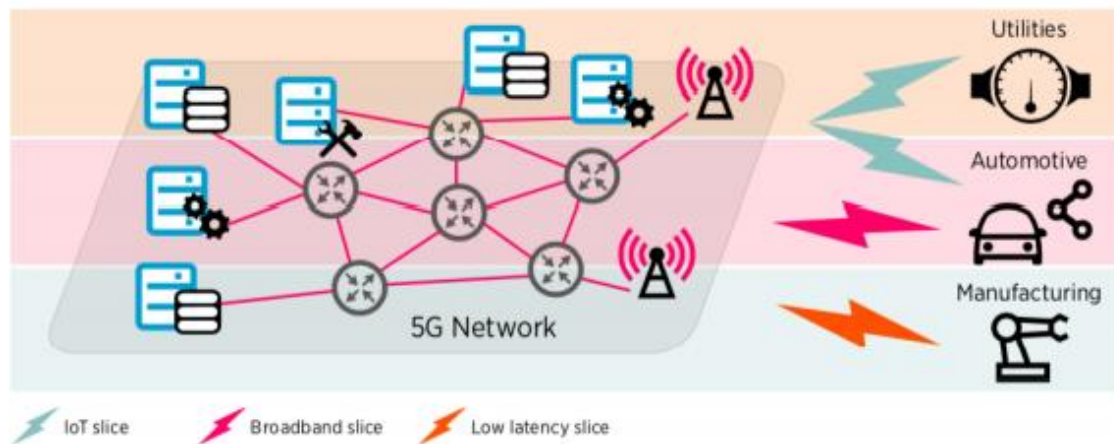 Utilities
Automotive
Manufacturing
5G Network
IoT slice
Broadband slice
Low latency slice